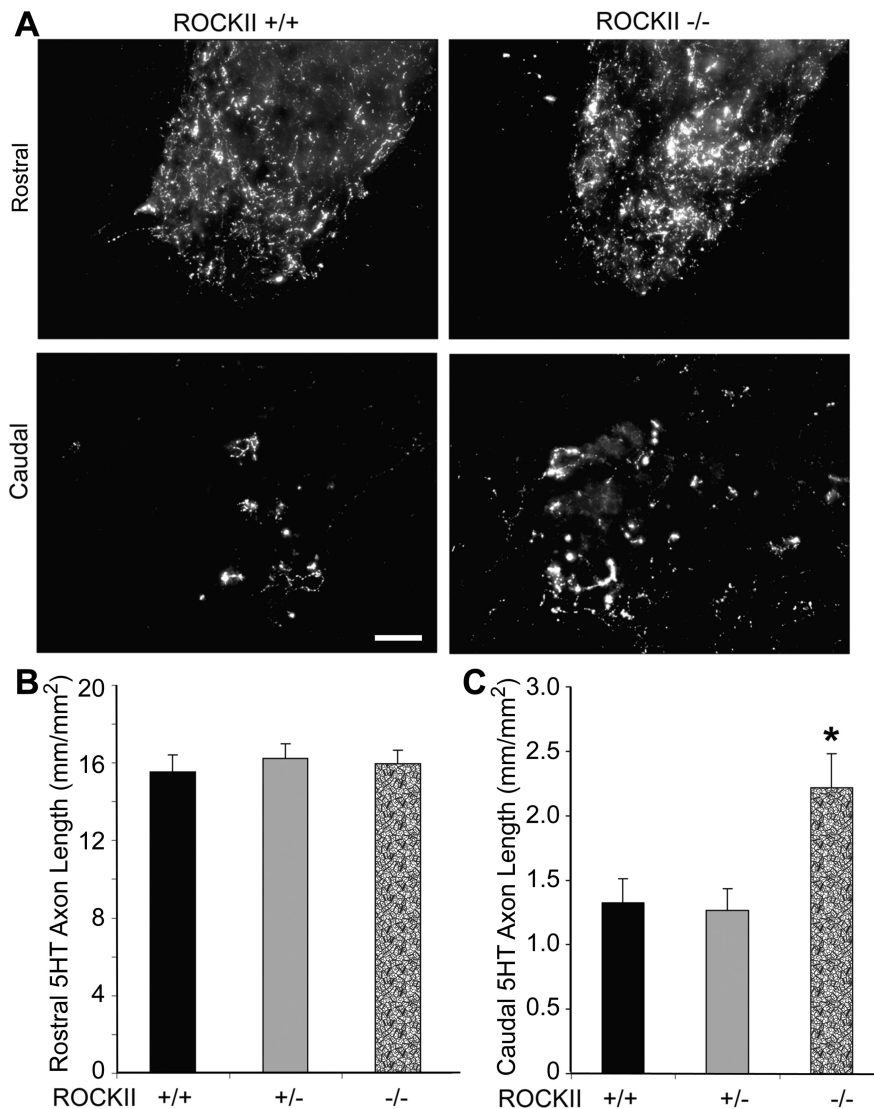 A
ROCKII +/+
ROCKII -/-
Rostral
Caudal
B
Rostral 5HT Axon Length (mm/mm²)
20
16
12
8
4
0
ROCKII +/+ +/- -/-
C
Caudal 5HT Axon Length (mm/mm²)
3.0
2.5
2.0
1.5
1.0
0.5
0
*
ROCKII +/+ +/- -/-